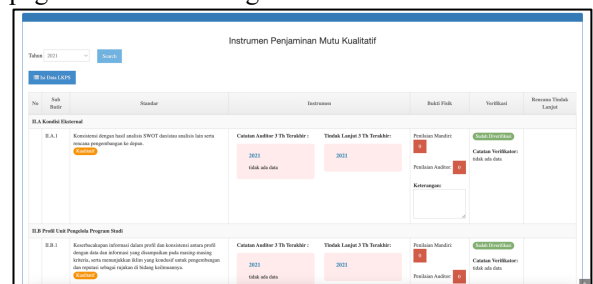 Instrumen Penjaminan Mutu Kualitatif
Tahun 2021 Search
Isi Data LKPS
No Sub Butir Standar Instrumen Bukti Fisik Verifikasi Rencana Tindak Lanjut
II.A Kondisi Eksternal
II.A.1 Konsistensi dengan hasil analisis SWOT dan/atau analisis lain serta
rencana pengembangan ke depan.
Kualitatif
Catatan Auditor 3 Th Terakhir :
2021
tidak ada data
Tindak Lanjut 3 Th Terakhir:
2021
Penilaian Mandiri:
0
Penilaian Auditor: 0
Keterangan:
Sudah Diverifikasi
Catatan Verifikator:
tidak ada data
II.B Profil Unit Pengelola Program Studi
II.B.1 Keserbacakupan informasi dalam profil dan konsistensi antara profil
dengan data dan informasi yang disampaikan pada masing-masing
kriteria, serta menunjukkan iklim yang kondusif untuk pengembangan
dan reputasi sebagai rujukan di bidang keilmuannya.
Kualitatif
Catatan Auditor 3 Th Terakhir :
2021
tidak ada data
Tindak Lanjut 3 Th Terakhir:
2021
Penilaian Mandiri:
0
Penilaian Auditor: 0
Sudah Diverifikasi
Catatan Verifikator:
tidak ada data